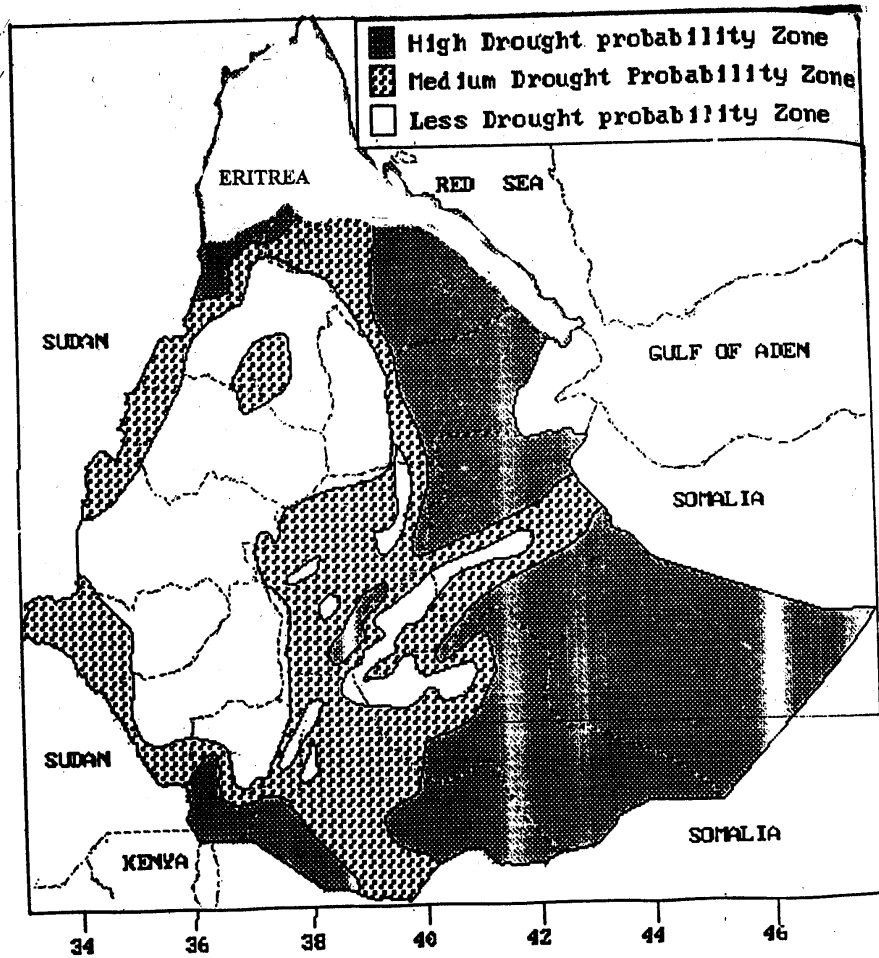 High Drought probability Zone
Medium Drought Probability Zone
Less Drought probability Zone
ERITREA
RED SEA
SUDAN
GULF OF ADEN
SOMALIA
SUDAN
SOMALIA
KENYA
34 36 38 40 42 44 46